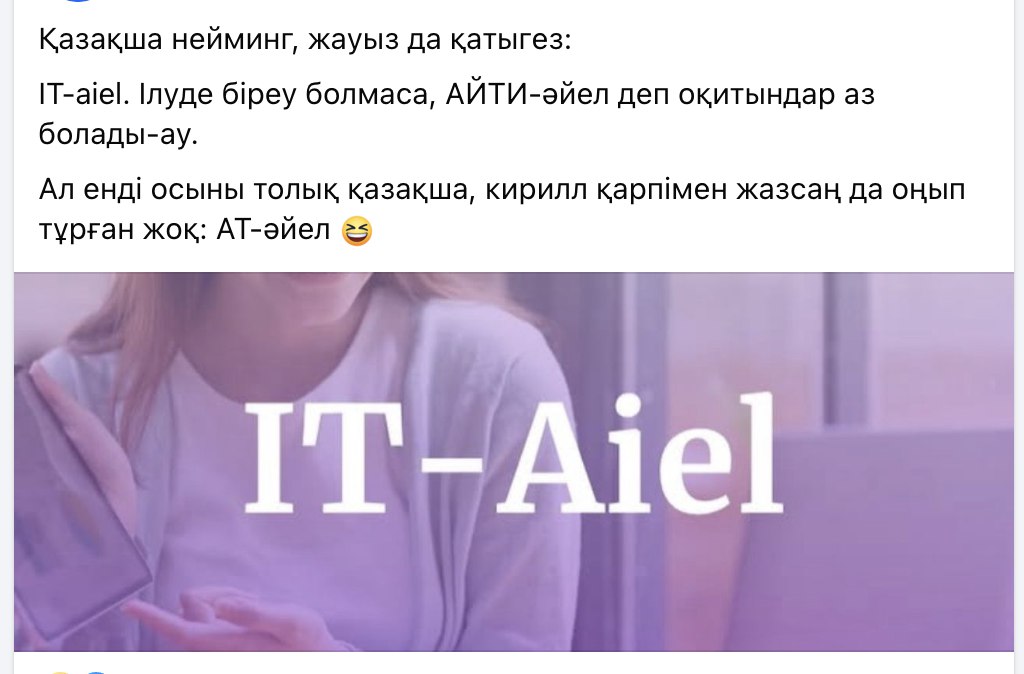 Қазақша нейминг, жауыз да қатыгез:
IT-aiel. Ілуде біреу болмаса, АЙТИ-әйел деп оқитындар аз
болады-ау.
Ал енді осыны толық қазақша, кирилл қарпімен жазсаң да оңып
тұрған жоқ: АТ-әйел 😆
IT-Aiel